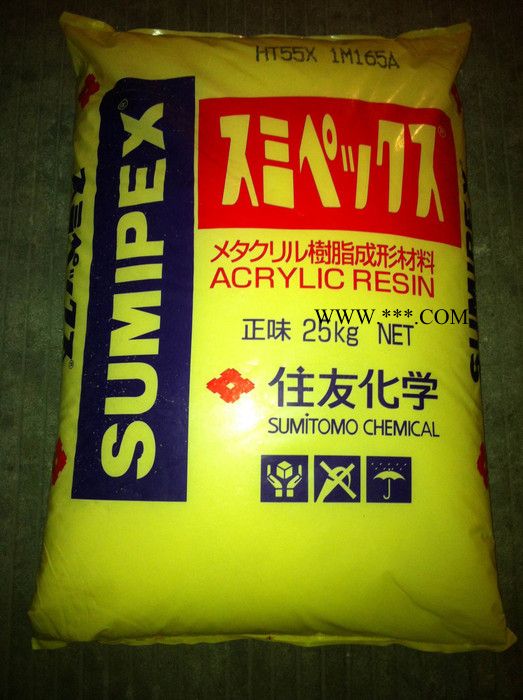 HT55X 1M165A
SUMIPEX®
スミペックス®
メタクリル樹脂成形材料
ACRYLIC RESIN
WWW ***.COM
正味 25kg NET
住友化学
SUMITOMO CHEMICAL
スミペックス®
SUMIPEX